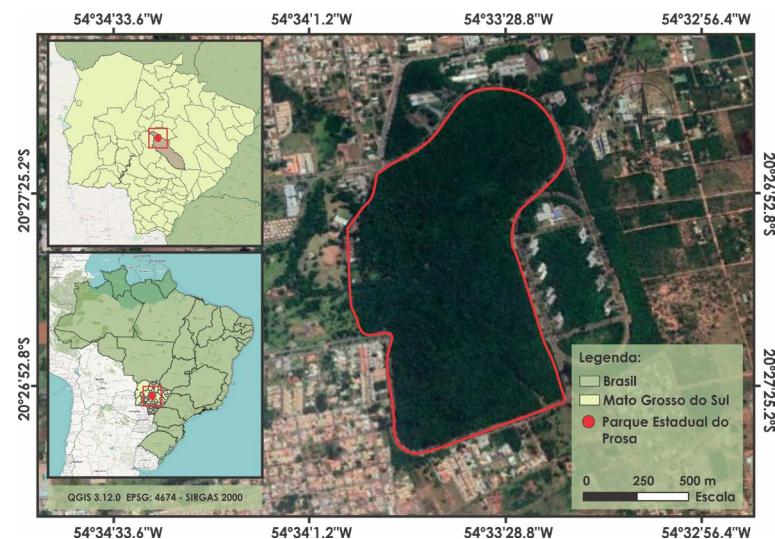 54°34'33.6"W 54°34'1.2"W 54°33'28.8"W 54°32'56.4"W
20°27'25.2"S
20°26'52.8"S
20°26'52.8"S
20°27'25.2"S
N
Legenda:
Brasil
Mato Grosso do Sul
Parque Estadual do
Prosa
0 250 500 m
Escala
QGIS 3.12.0 EPSG: 4674 - SIRGAS 2000
54°34'33.6"W 54°34'1.2"W 54°33'28.8"W 54°32'56.4"W